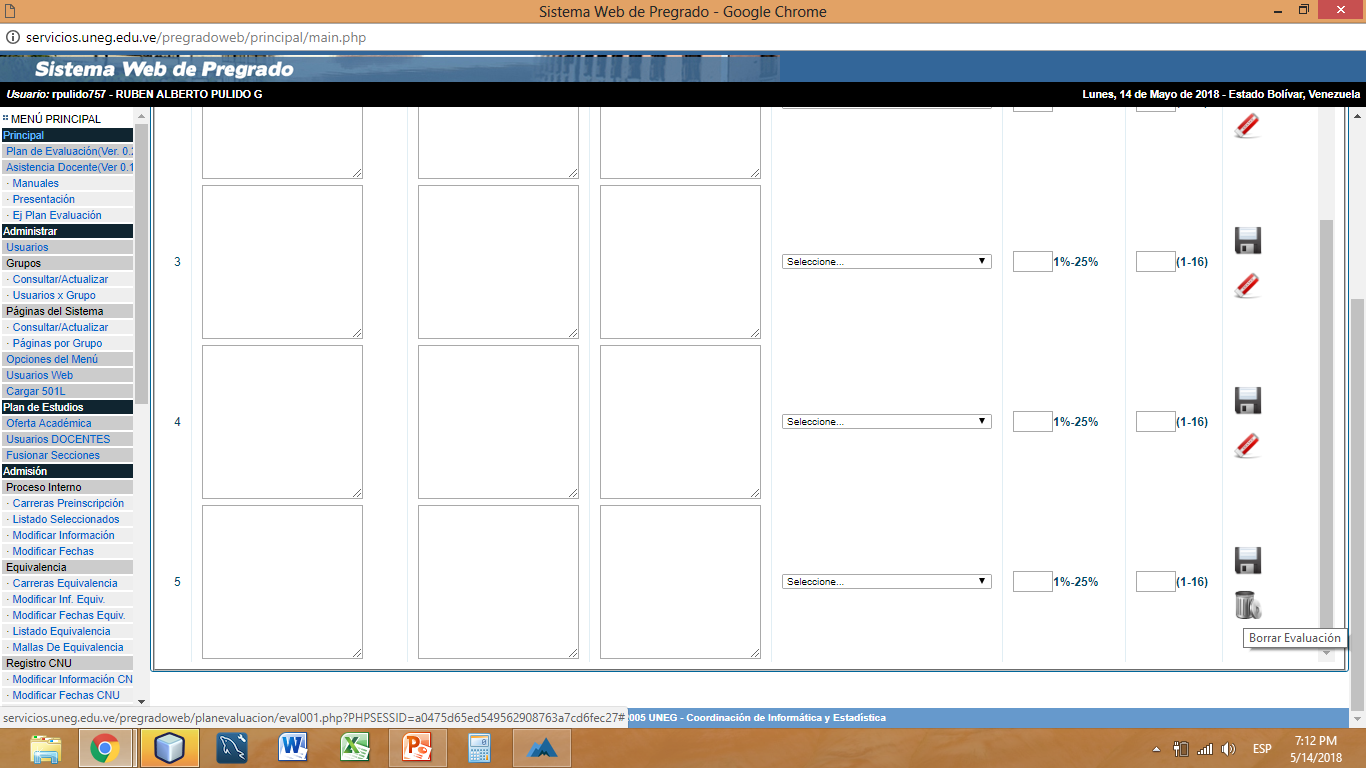 Sistema Web de Pregrado - Google Chrome
servicios.uneg.edu.ve/pregradoweb/principal/main.php
Sistema Web de Pregrado
Usuario: rpulido757 - RUBEN ALBERTO PULIDO G
Lunes, 14 de Mayo de 2018 - Estado Bolívar, Venezuela
MENÚ PRINCIPAL
Principal
Plan de Evaluación(Ver. 0.2
Asistencia Docente(Ver 0.1
· Manuales
· Presentación
· Ej Plan Evaluación
Administrar
Usuarios
Grupos
· Consultar/Actualizar
· Usuarios x Grupo
Páginas del Sistema
· Consultar/Actualizar
· Páginas por Grupo
Opciones del Menú
Usuarios Web
Cargar 501L
Plan de Estudios
Oferta Académica
Usuarios DOCENTES
Fusionar Secciones
Admisión
Proceso Interno
· Carreras Preinscripción
· Listado Seleccionados
· Modificar Información
· Modificar Fechas
Equivalencia
· Carreras Equivalencia
· Modificar Inf. Equiv.
· Modificar Fechas Equiv.
· Listado Equivalencia
· Mallas De Equivalencia
Registro CNU
· Modificar Información CN
· Modificar Fechas CNU
3 Seleccione... 1%-25% (1-16)
4 Seleccione... 1%-25% (1-16)
5 Seleccione... 1%-25% (1-16)
Borrar Evaluación
servicios.uneg.edu.ve/pregradoweb/planevaluacion/eval001.php?PHPSESSID=a0475d65ed549562908763a7cd6fec27#
005 UNEG - Coordinación de Informática y Estadística
ESP
7:12 PM
5/14/2018